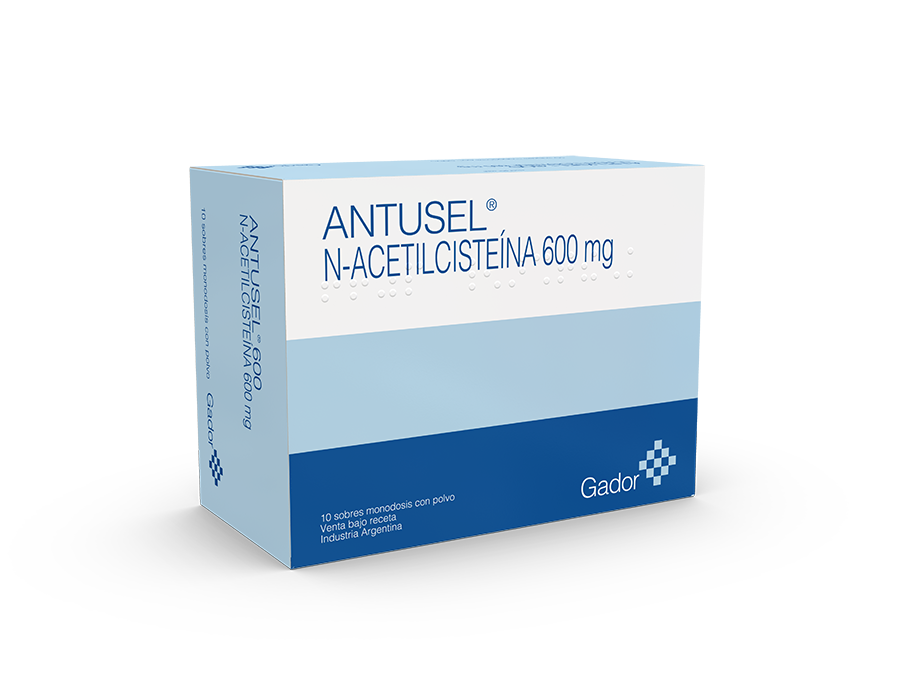 ANTUSEL®
N-ACETILCISTEÍNA 600 mg
10 sobres monodosis con polvo
Venta bajo receta
Industria Argentina
Gador
ANTUSEL® 600
N-ACETILCISTEÍNA 600 mg
10 sobres monodosis con polvo
Gador